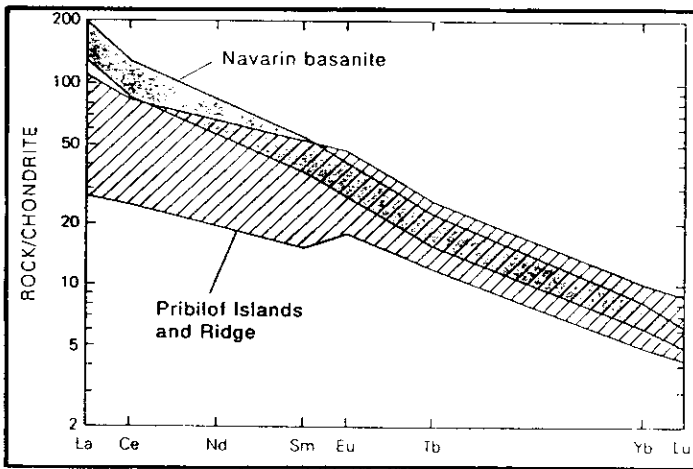 200
100
50
20
10
5
2
ROCK/CHONDRITE
Navarin basanite
Pribilof Islands
and Ridge
La Ce Nd Sm Eu Tb Yb Lu